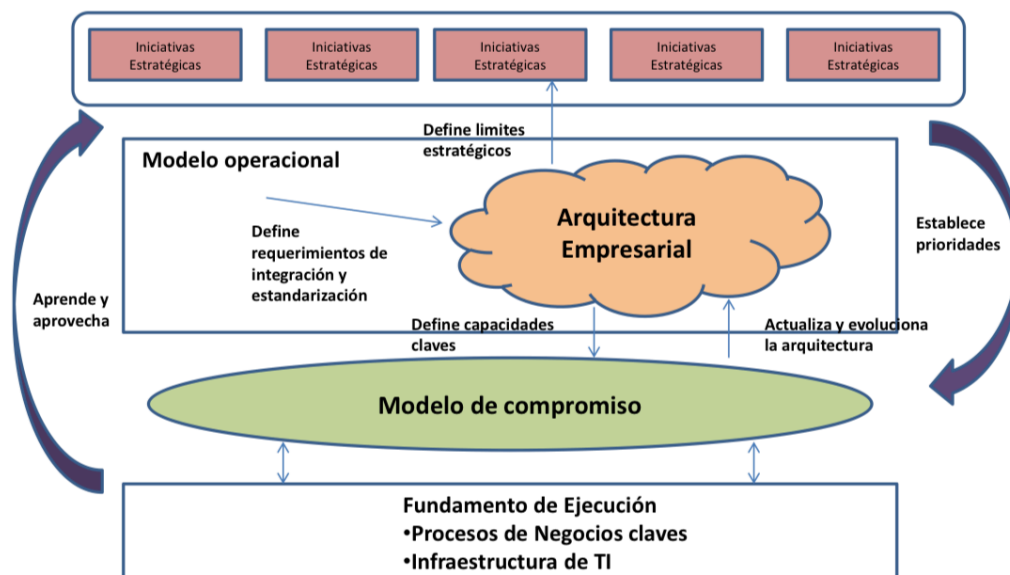 Iniciativas
Estratégicas
Iniciativas
Estratégicas
Iniciativas
Estratégicas
Iniciativas
Estratégicas
Iniciativas
Estratégicas
Define limites
estratégicos
Modelo operacional
Arquitectura
Empresarial
Define
requerimientos de
integración y
estandarización
Establece
prioridades
Aprende y
aprovecha
Define capacidades
claves
Actualiza y evoluciona
la arquitectura
Modelo de compromiso
Fundamento de Ejecución
•Procesos de Negocios claves
•Infraestructura de TI